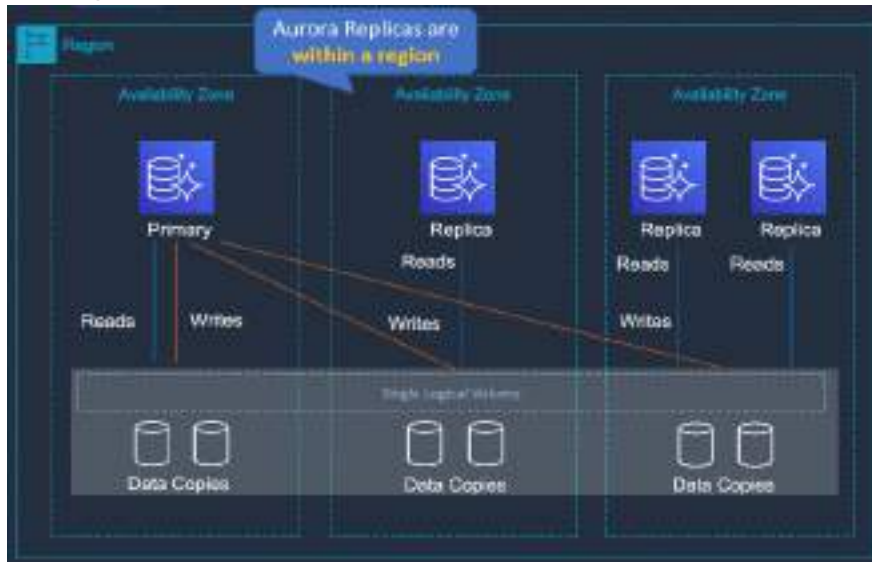 Aurora Replicas are
within a region
Region
Availability Zone
Availability Zone
Availability Zone
Primary
Replica
Replica
Replica
Reads
Reads
Reads
Reads
Writes
Writes
Writes
Single Logical Volume
Data Copies
Data Copies
Data Copies